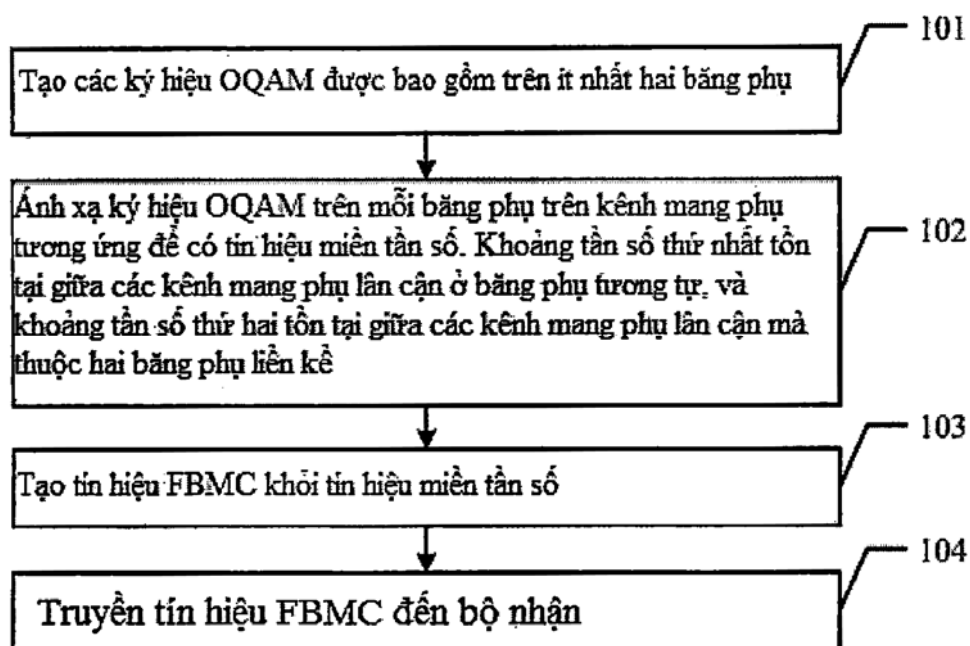 101
Tạo các ký hiệu OQAM được bao gồm trên ít nhất hai băng phụ
Ánh xạ ký hiệu OQAM trên mỗi băng phụ trên kênh mang phụ
tương ứng để có tín hiệu miền tần số. Khoảng tần số thứ nhất tồn
tại giữa các kênh mang phụ lân cận ở băng phụ tương tự, và
khoảng tần số thứ hai tồn tại giữa các kênh mang phụ lân cận mà
thuộc hai băng phụ liền kề
102
103
Tạo tín hiệu FBMC khỏi tín hiệu miền tần số
104
Truyền tín hiệu FBMC đến bộ nhận